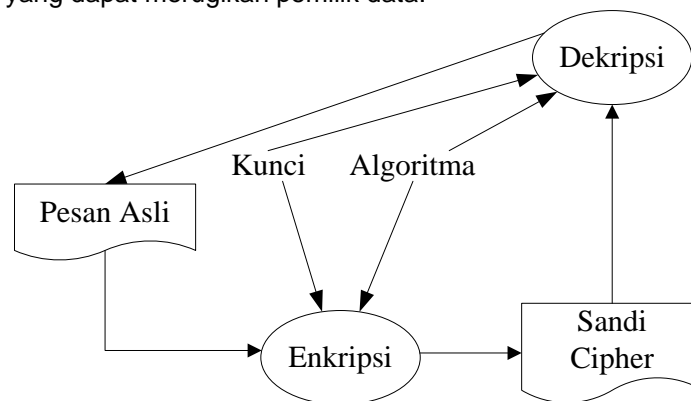 yang dapat merugikan pemilik data.
Dekripsi
Kunci Algoritma
Pesan Asli
Sandi
Cipher
Enkripsi